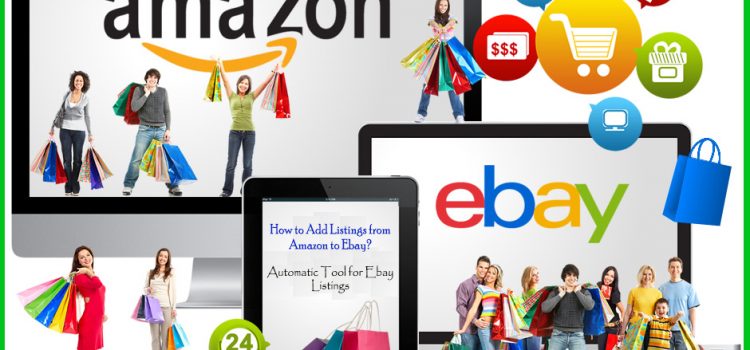 amazon
$$$
ebay
How to Add Listings from
Amazon to Ebay?
Automatic Tool for Ebay
Listings
24